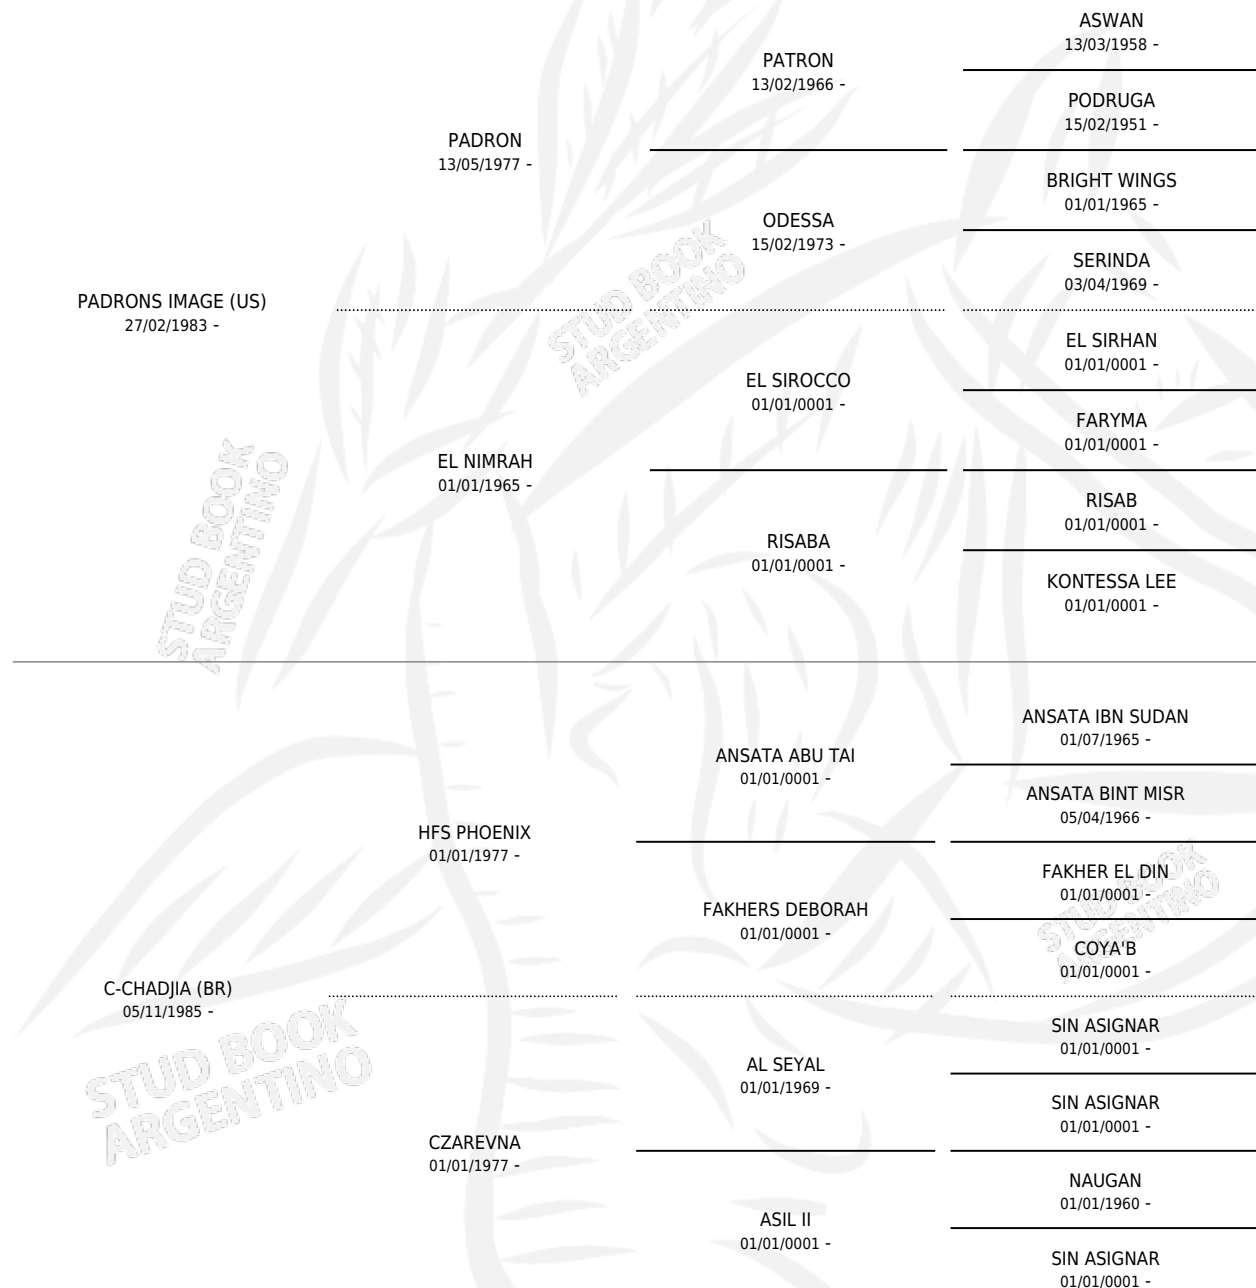 ASWAN
13/03/1958 -
PATRON
13/02/1966 -
PODRUGA
15/02/1951 -
PADRON
13/05/1977 -
BRIGHT WINGS
01/01/1965 -
ODESSA
15/02/1973 -
SERINDA
03/04/1969 -
PADRONS IMAGE (US)
27/02/1983 -
EL SIRHAN
01/01/0001 -
EL SIROCCO
01/01/0001 -
FARYMA
01/01/0001 -
EL NIMRAH
01/01/1965 -
RISAB
01/01/0001 -
RISABA
01/01/0001 -
KONTESSA LEE
01/01/0001 -
ANSATA IBN SUDAN
01/07/1965 -
ANSATA ABU TAI
01/01/0001 -
ANSATA BINT MISR
05/04/1966 -
HFS PHOENIX
01/01/1977 -
FAKHER EL DIN
01/01/0001 -
FAKHERS DEBORAH
01/01/0001 -
COYA'B
01/01/0001 -
C-CHADJIA (BR)
05/11/1985 -
SIN ASIGNAR
01/01/0001 -
AL SEYAL
01/01/1969 -
SIN ASIGNAR
01/01/0001 -
CZAREVNA
01/01/1977 -
NAUGAN
01/01/1960 -
ASIL II
01/01/0001 -
SIN ASIGNAR
01/01/0001 -
STUD BOOK
ARGENTINO
STUD BOOK
ARGENTINO
STUD BOOK
ARGENTINO
STUD BOOK
ARGENTINO